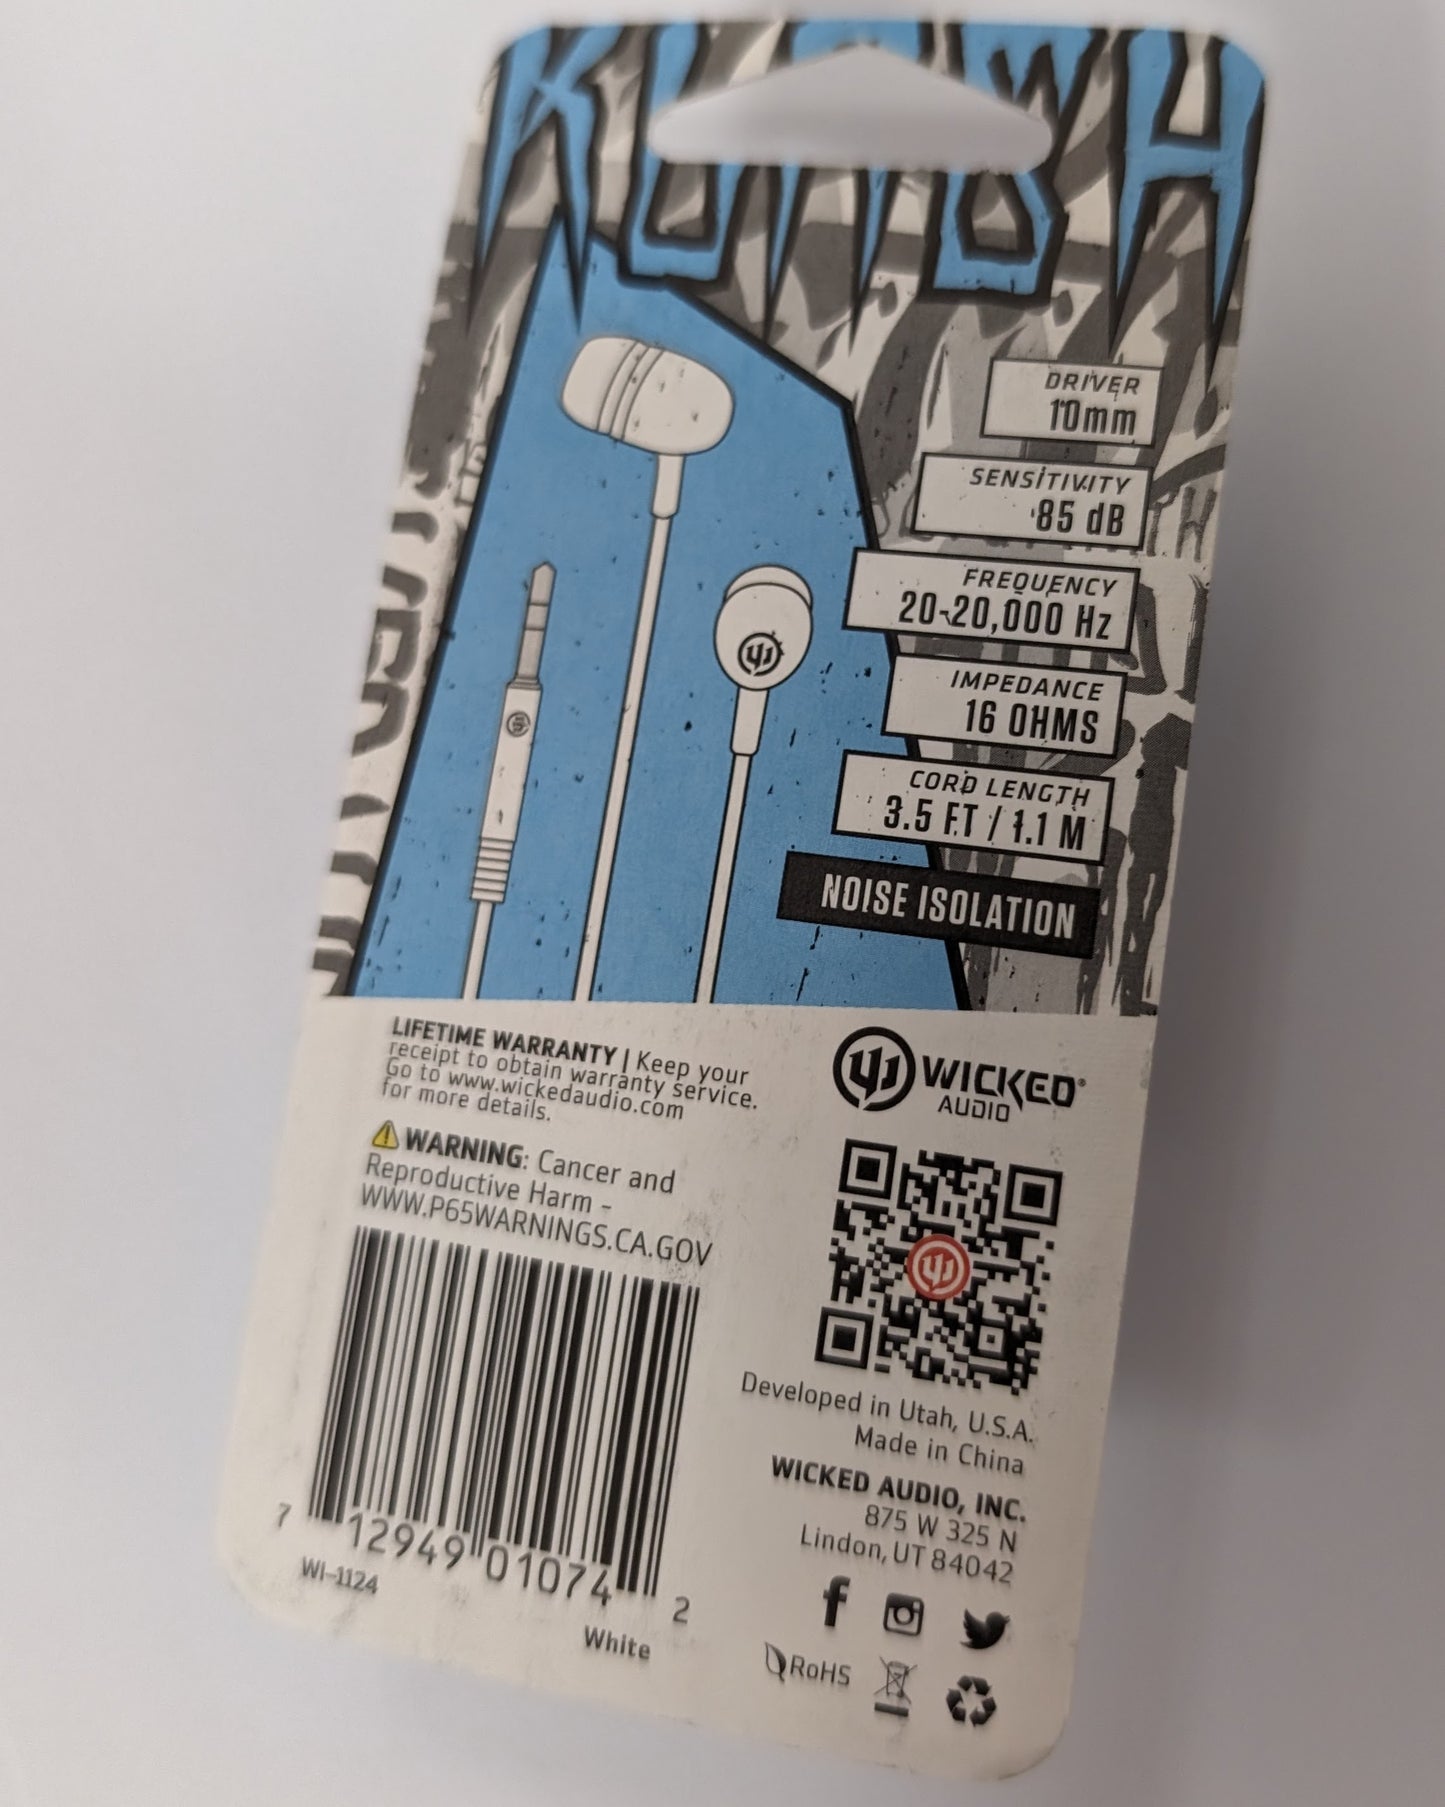 DRIVER
10mm
SENSITIVITY
85 dB
FREQUENCY
20-20,000 Hz
IMPEDANCE
16 OHMS
CORD LENGTH
3.5 FT / 1.1 M
NOISE ISOLATION
LIFETIME WARRANTY | Keep your
receipt to obtain warranty service.
Go to www.wickedaudio.com
for more details.
WARNING: Cancer and
Reproductive Harm -
WWW.P65WARNINGS.CA.GOV
7 12949 01074 2
WI-1124
White
WICKED®
AUDIO
Developed in Utah, U.S.A.
Made in China
WICKED AUDIO, INC.
875 W 325 N
Lindon, UT 84042
RoHS